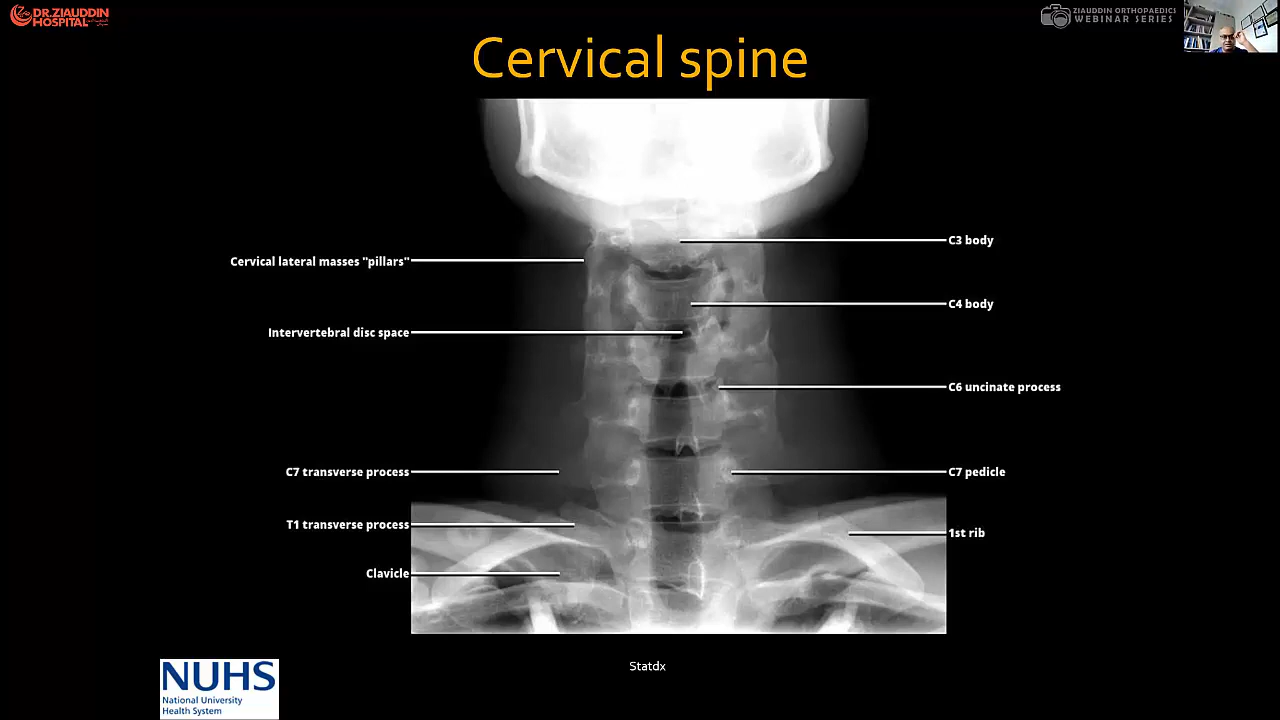 DR.ZIAUDDIN
HOSPITAL
ZIAUDDIN ORTHOPAEDICS
WEBINAR SERIES
Cervical spine
C3 body
Cervical lateral masses "pillars"
C4 body
Intervertebral disc space
C6 uncinate process
C7 transverse process
C7 pedicle
T1 transverse process
1st rib
Clavicle
Statdx
NUHS
National University
Health System